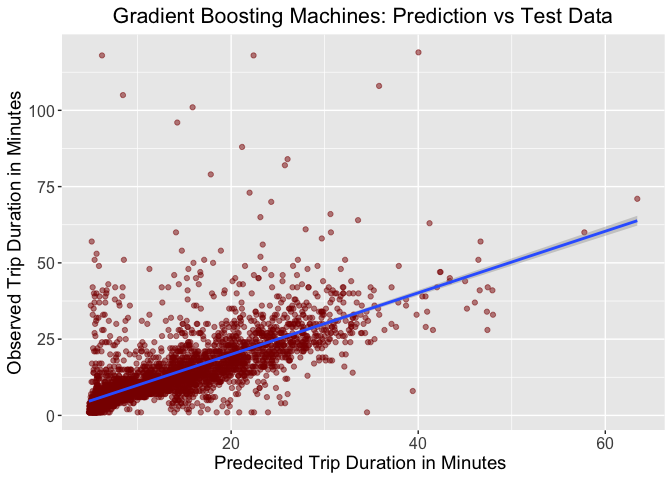 Gradient Boosting Machines: Prediction vs Test Data
Observed Trip Duration in Minutes
100
75
50
25
0
20
40
60
Predecited Trip Duration in Minutes